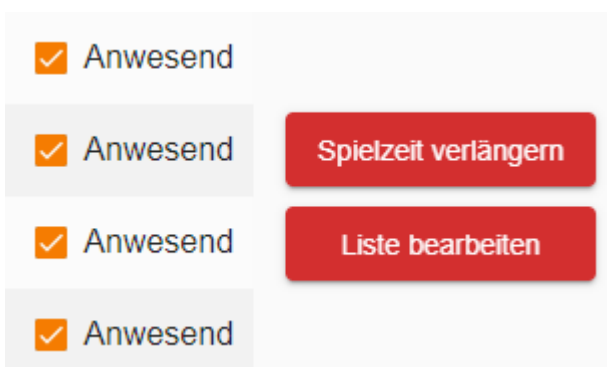 Anwesend
Anwesend
Spielzeit verlängern
Anwesend
Liste bearbeiten
Anwesend